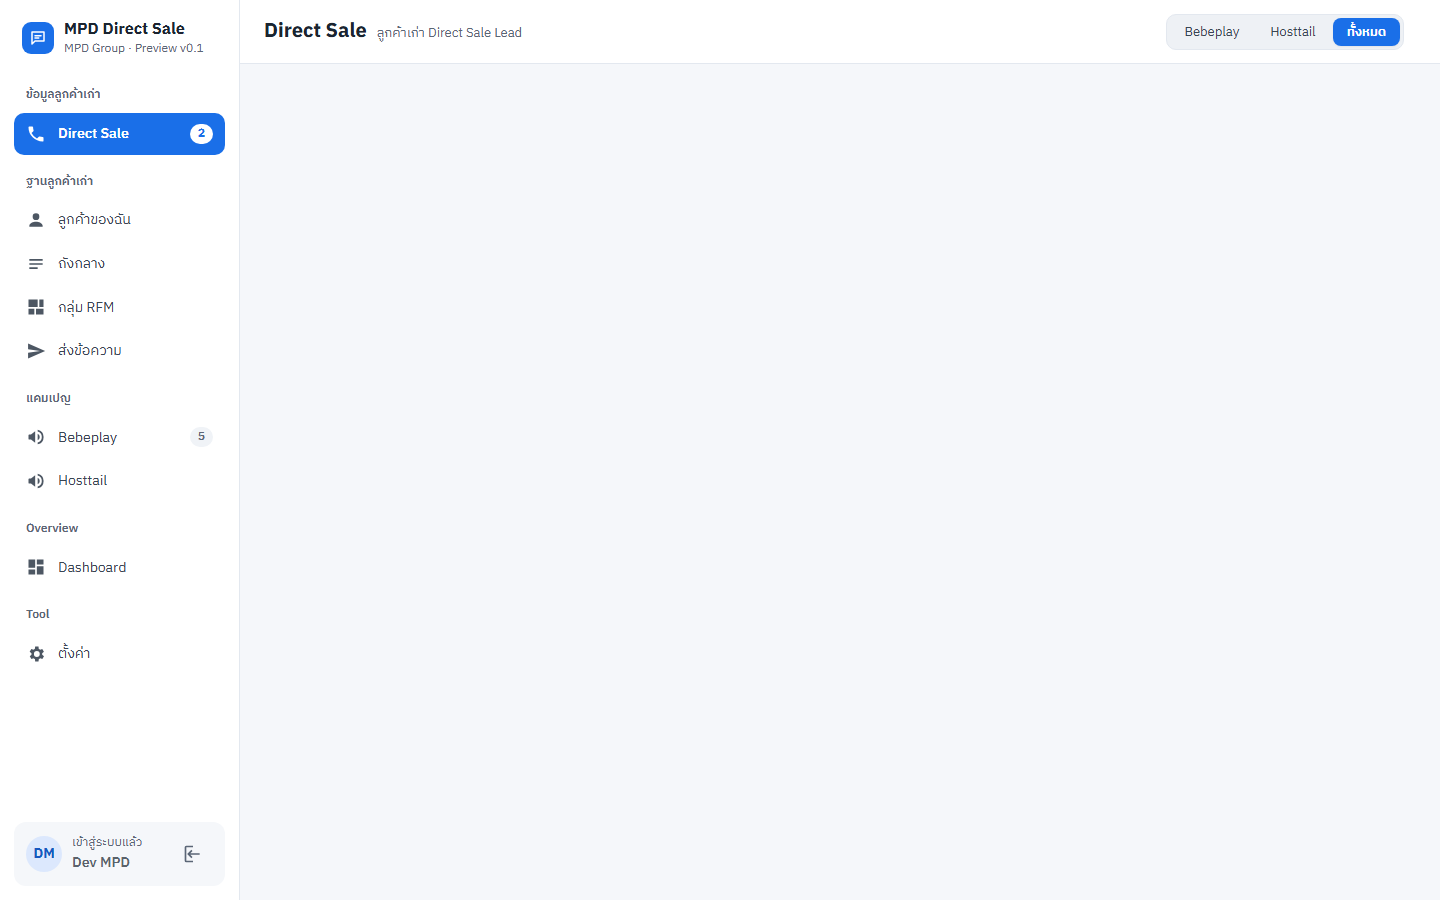 MPD Direct Sale
MPD Group · Preview v0.1
ข้อมูลลูกค้าเก่า
Direct Sale 2
ฐานลูกค้าเก่า
ลูกค้าของฉัน
ถังกลาง
กลุ่ม RFM
ส่งข้อความ
แคมเปญ
Bebeplay 5
Hosttail
Overview
Dashboard
Tool
ตั้งค่า
DM
เข้าสู่ระบบแล้ว
Dev MPD
Direct Sale ลูกค้าเก่า Direct Sale Lead
Bebeplay Hosttail ทั้งหมด